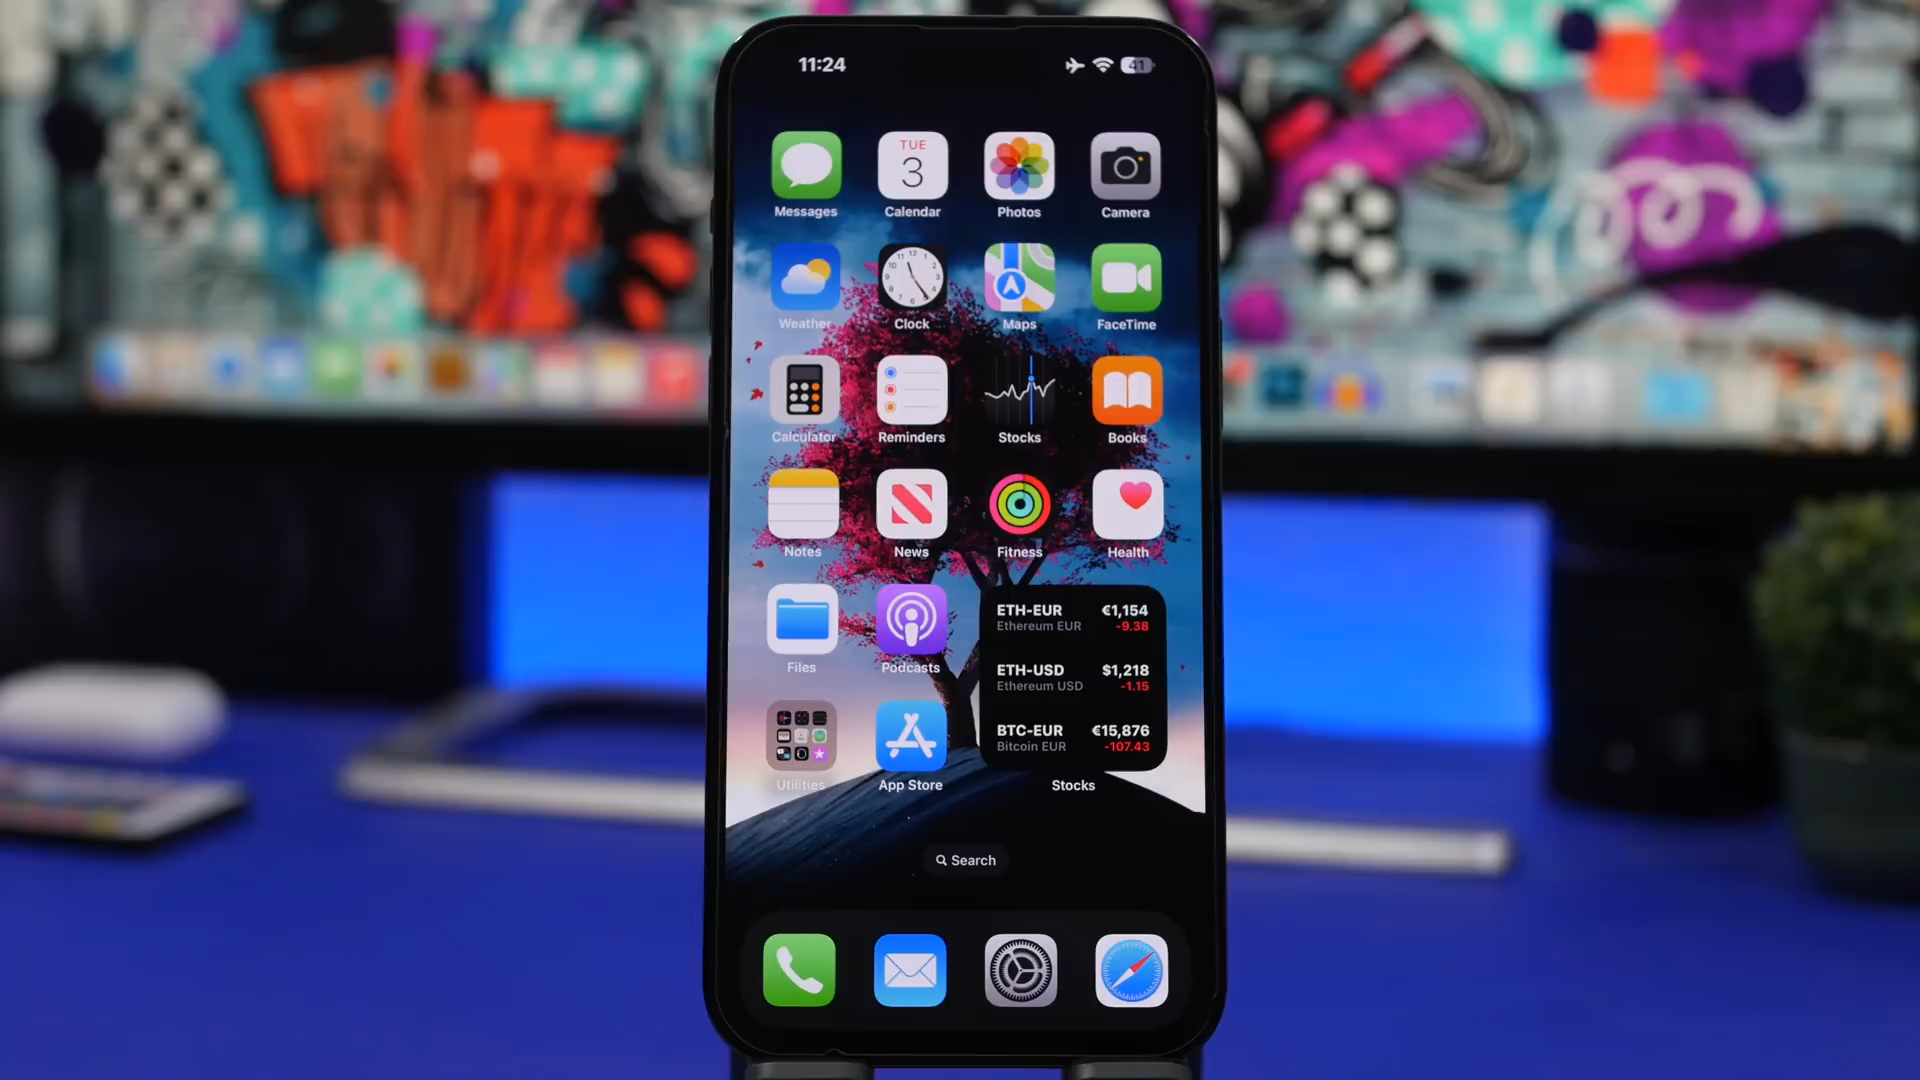 11:24
41
TUE
3
Messages
Calendar
Photos
Camera
Weather
Clock
Maps
FaceTime
Calculator
Reminders
Stocks
Books
Notes
News
Fitness
Health
Files
Podcasts
ETH-EUR €1,154
Ethereum EUR -9.38
ETH-USD $1,218
Ethereum USD -1.15
BTC-EUR €15,876
Bitcoin EUR -107.43
Utilities
App Store
Stocks
Search